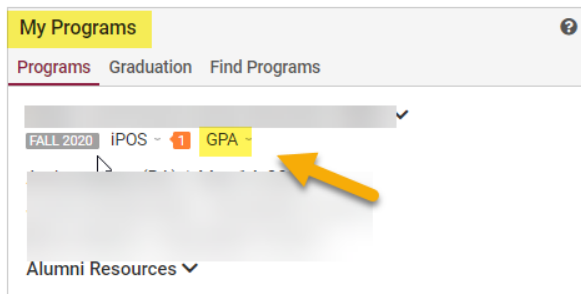 My Programs
Programs Graduation Find Programs
FALL 2020 iPOS 1 GPA
Alumni Resources